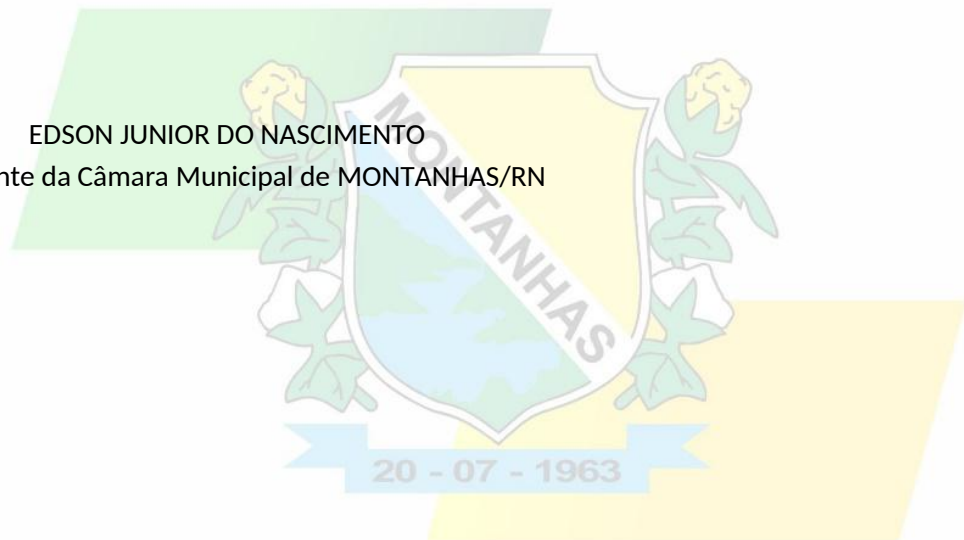 EDSON JUNIOR DO NASCIMENTO
nte da Câmara Municipal de MONTANHAS/RN
MONTANHAS
20 - 07 - 1963